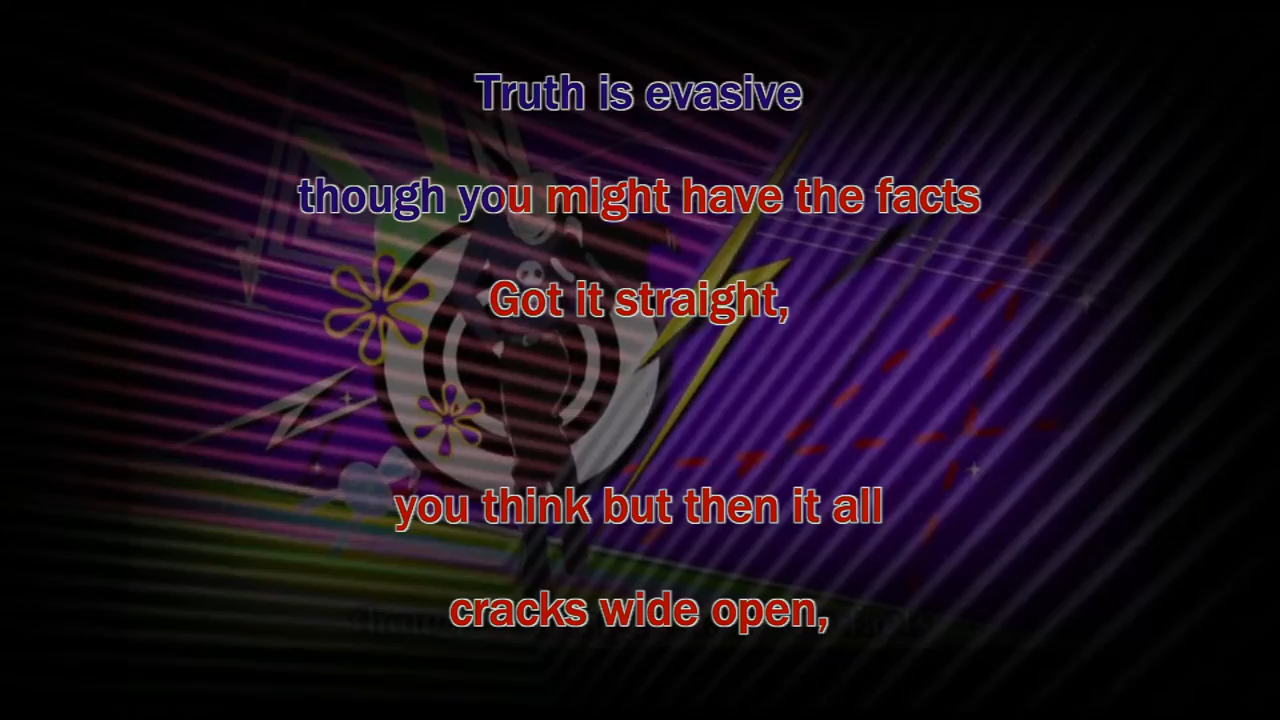 Truth is evasive
though you might have the facts
Got it straight,
you think but then it all
cracks wide open,